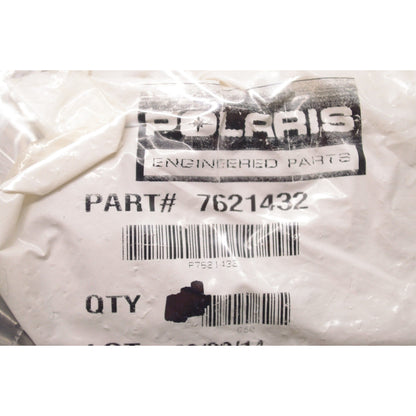 POLARIS
ENGINEERED PARTS
PART# 7621432
P7621432
QTY